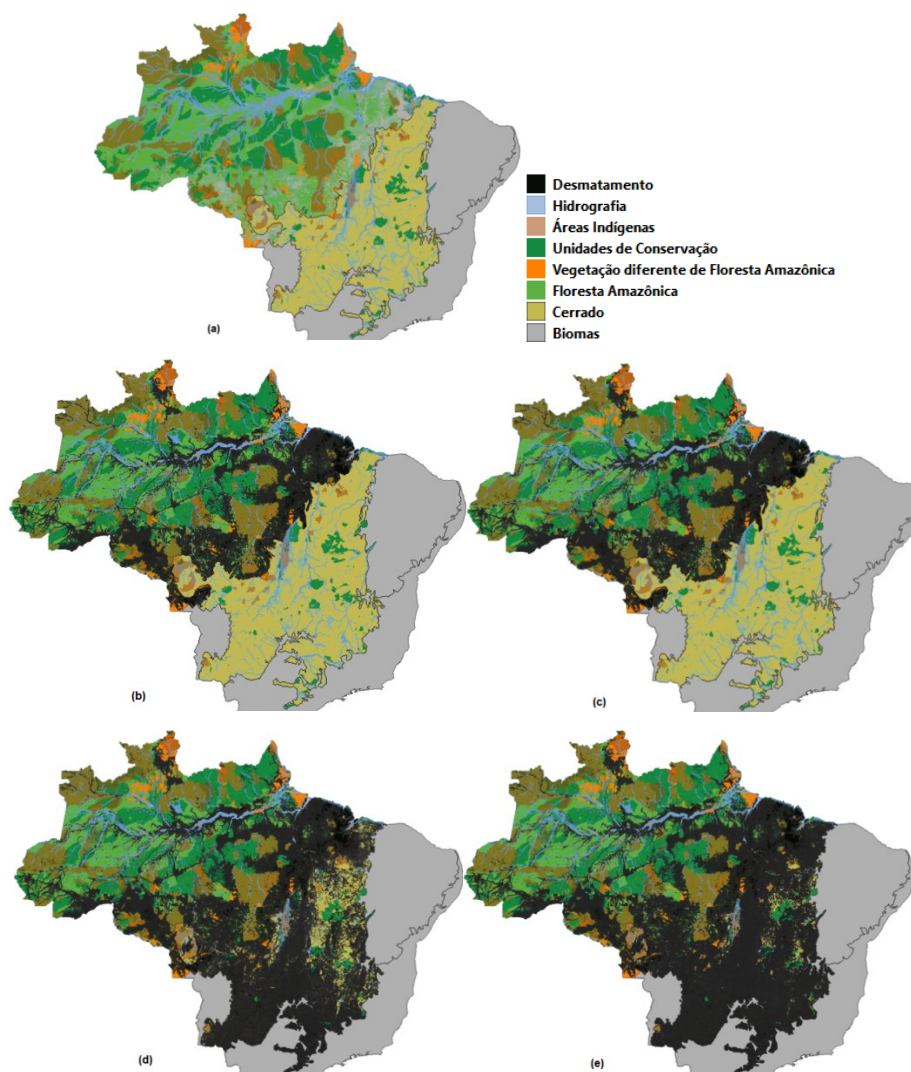 Desmatamento
Hidrografia
Áreas Indígenas
Unidades de Conservação
Vegetação diferente de Floresta Amazônica
Floresta Amazônica
Cerrado
Biomas
(a)
(b)
(c)
(d)
(e)